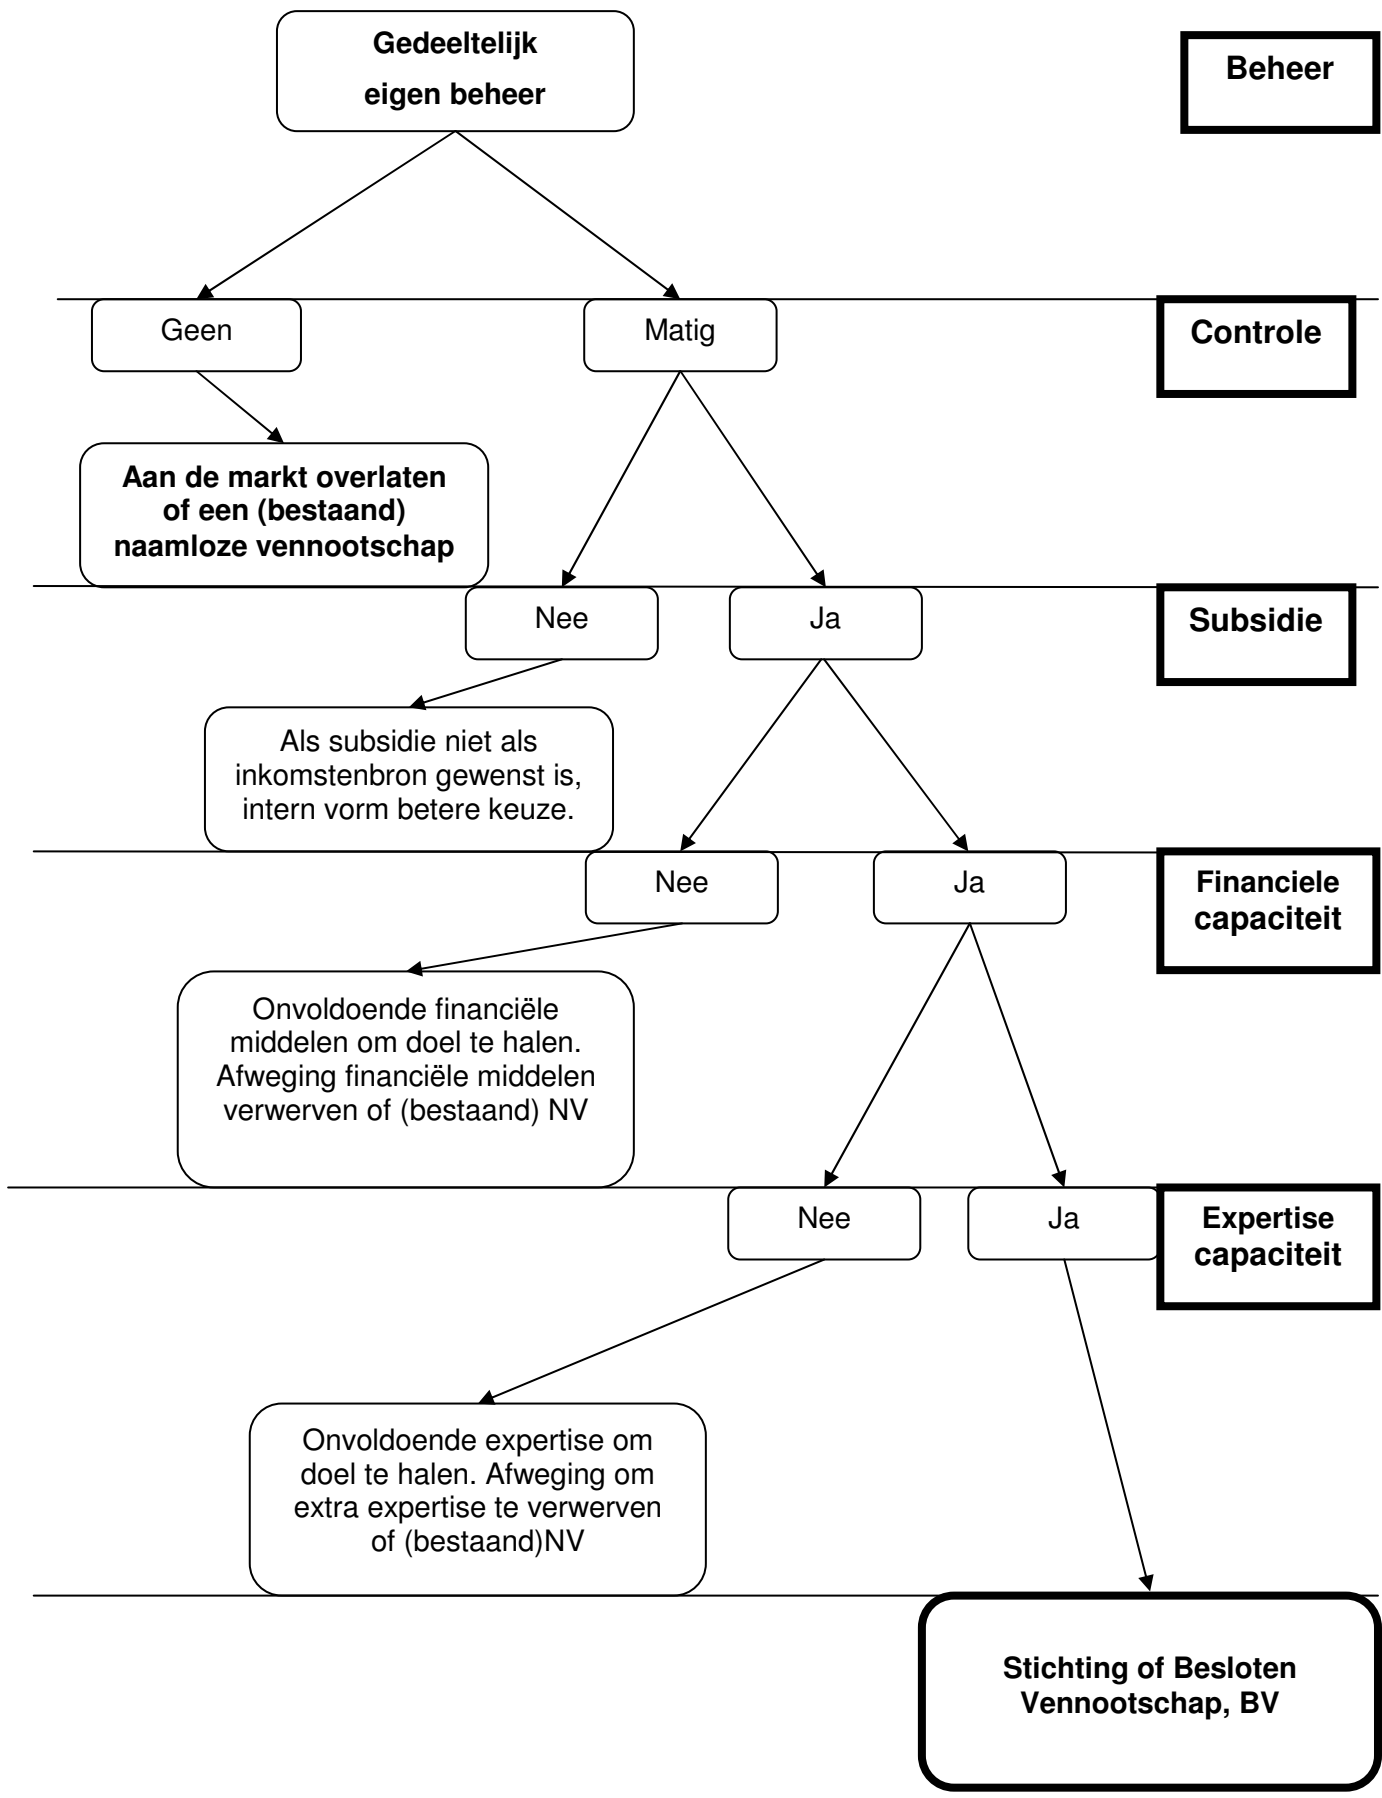 Gedeeltelijk
eigen beheer
Beheer
Geen
Matig
Controle
Aan de markt overlaten
of een (bestaand)
naamloze vennootschap
Nee
Ja
Subsidie
Als subsidie niet als
inkomstenbron gewenst is,
intern vorm betere keuze.
Nee
Ja
Financiele
capaciteit
Onvoldoende financiële
middelen om doel te halen.
Afweging financiële middelen
verwerven of (bestaand) NV
Nee
Ja
Expertise
capaciteit
Onvoldoende expertise om
doel te halen. Afweging om
extra expertise te verwerven
of (bestaand)NV
Stichting of Besloten
Vennootschap, BV